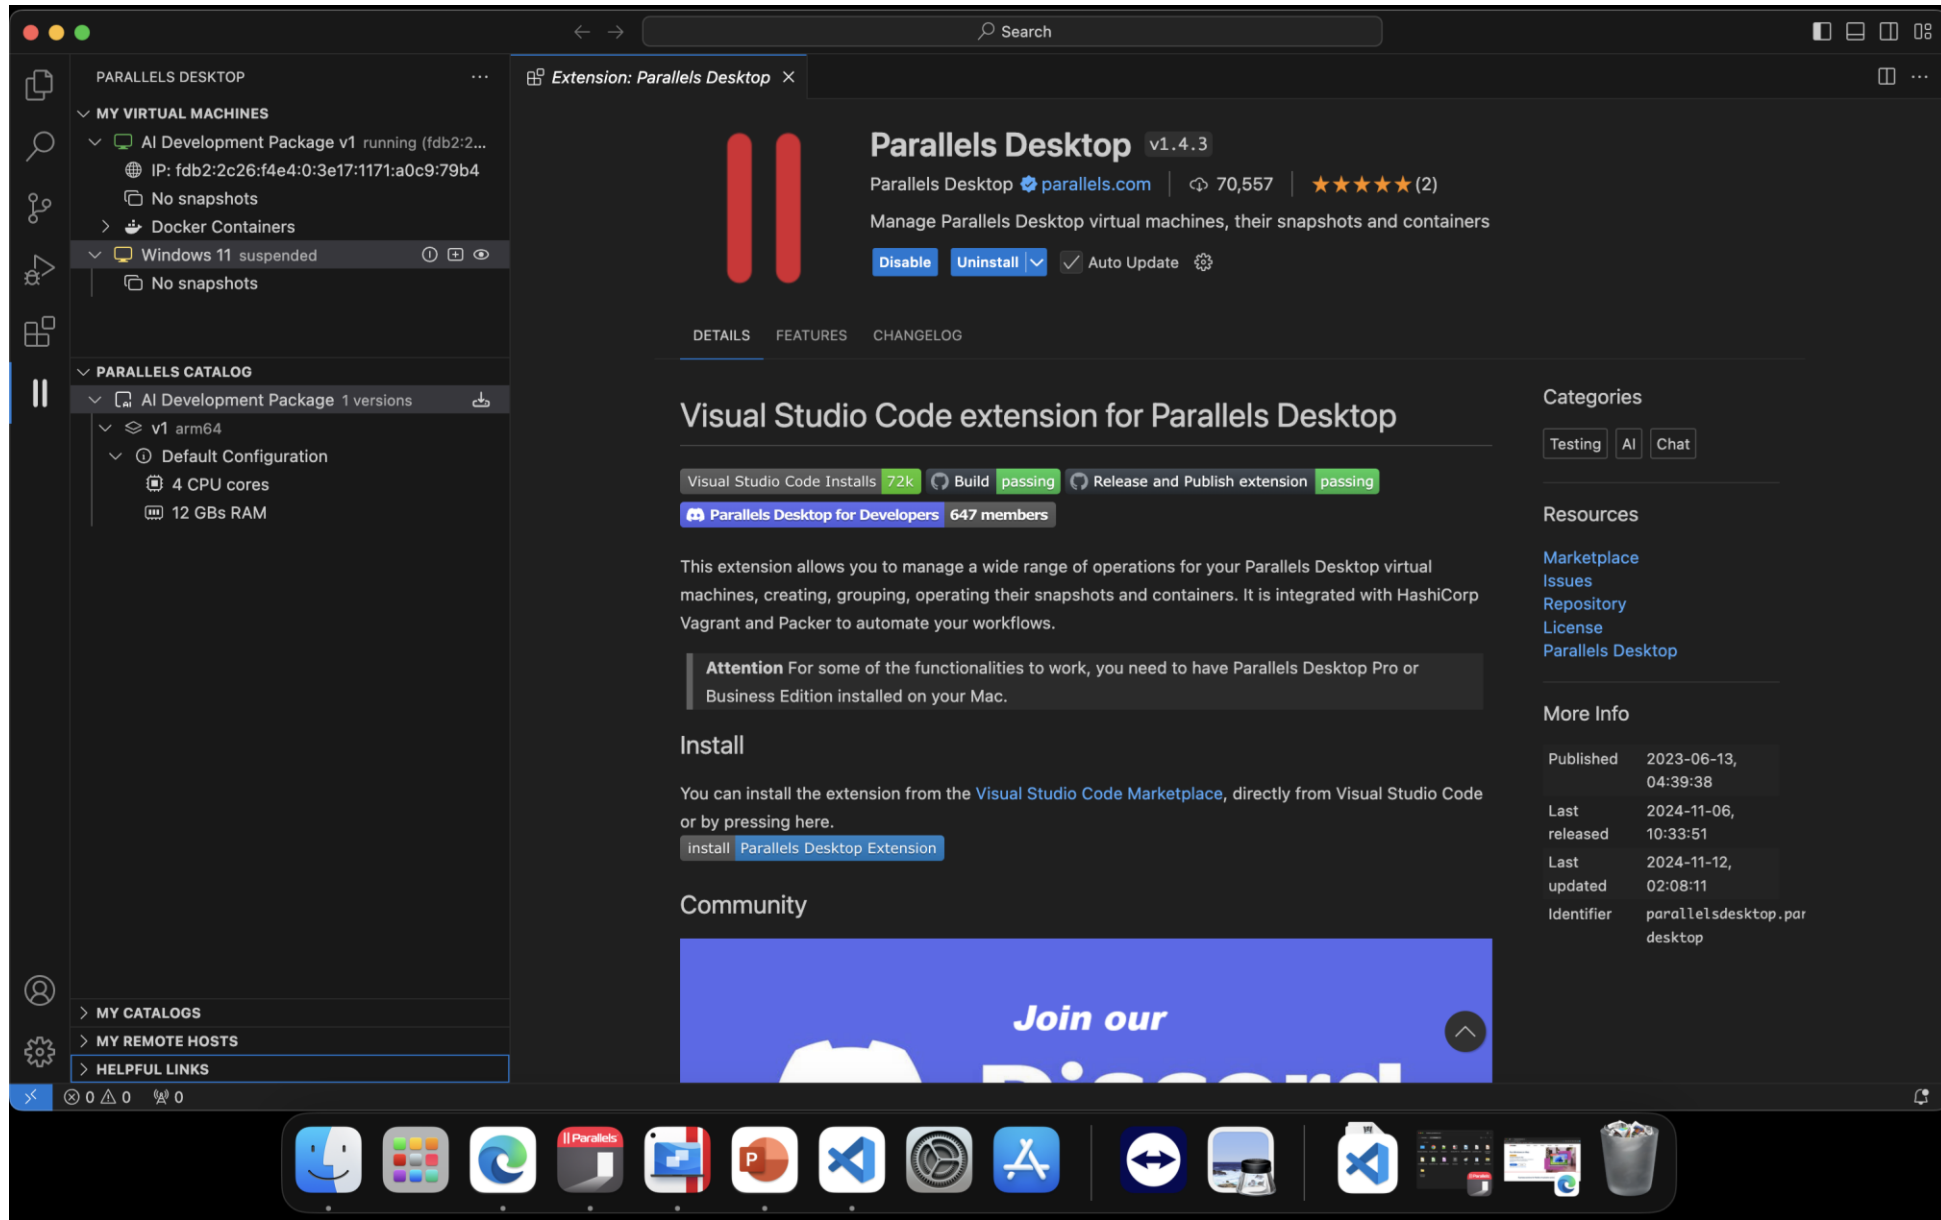 Search
PARALLELS DESKTOP
MY VIRTUAL MACHINES
AI Development Package v1 running (fdb2:2...
IP: fdb2:2c26:f4e4:0:3e17:1171:a0c9:79b4
No snapshots
Docker Containers
Windows 11 suspended
No snapshots
PARALLELS CATALOG
AI Development Package 1 versions
v1 arm64
Default Configuration
4 CPU cores
12 GBs RAM
MY CATALOGS
MY REMOTE HOSTS
HELPFUL LINKS
Extension: Parallels Desktop
Parallels Desktop v1.4.3
Parallels Desktop parallels.com 70,557 ★★★★★(2)
Manage Parallels Desktop virtual machines, their snapshots and containers
Disable Uninstall Auto Update
DETAILS FEATURES CHANGELOG
Visual Studio Code extension for Parallels Desktop
Visual Studio Code Installs 72k Build passing Release and Publish extension passing
Parallels Desktop for Developers 647 members
This extension allows you to manage a wide range of operations for your Parallels Desktop virtual
machines, creating, grouping, operating their snapshots and containers. It is integrated with HashiCorp
Vagrant and Packer to automate your workflows.
Attention For some of the functionalities to work, you need to have Parallels Desktop Pro or
Business Edition installed on your Mac.
Install
You can install the extension from the Visual Studio Code Marketplace, directly from Visual Studio Code
or by pressing here.
install Parallels Desktop Extension
Community
Join our
Discord
Categories
Testing AI Chat
Resources
Marketplace
Issues
Repository
License
Parallels Desktop
More Info
Published 2023-06-13,
04:39:38
Last 2024-11-06,
released 10:33:51
Last 2024-11-12,
updated 02:08:11
Identifier parallelsdesktop.par
desktop
0 0 0
Parallels
P